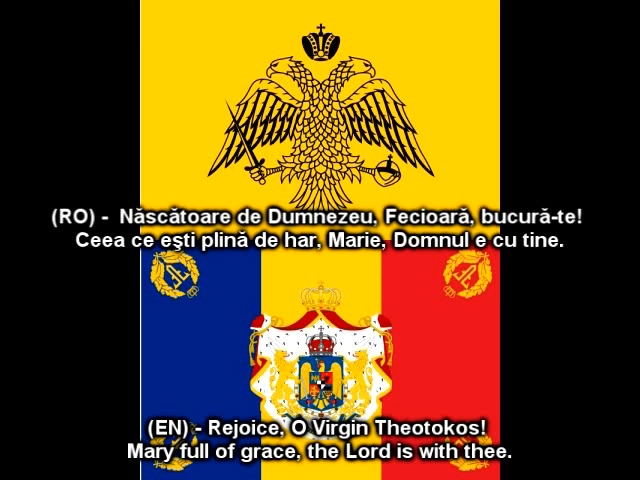 (RO) - Născătoare de Dumnezeu, Fecioară, bucură-te!
Ceea ce eşti plină de har, Marie, Domnul e cu tine.
(EN) - Rejoice, O Virgin Theotokos!
Mary full of grace, the Lord is with thee.